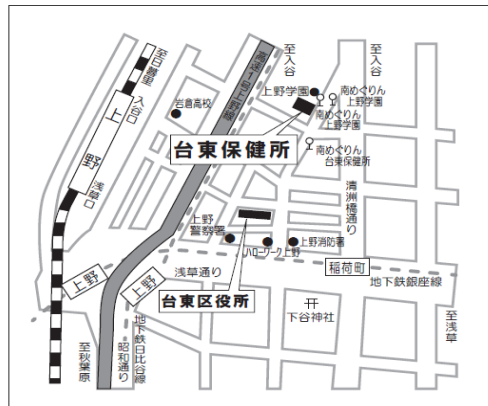 至日暮里
入谷口
上野
浅草口
岩倉高校
高速1号上野線
至入谷
至入谷
上野学園
南めぐりん
上野学園
南めぐりん
上野学園
台東保健所
南めぐりん
台東保健所
清洲橋通り
上野
警察署
ハローワーク上野
上野消防署
稲荷町
浅草通り
地下鉄銀座線
上野
上野
台東区役所
下谷神社
至浅草
至秋葉原
昭和通り
地下鉄日比谷線